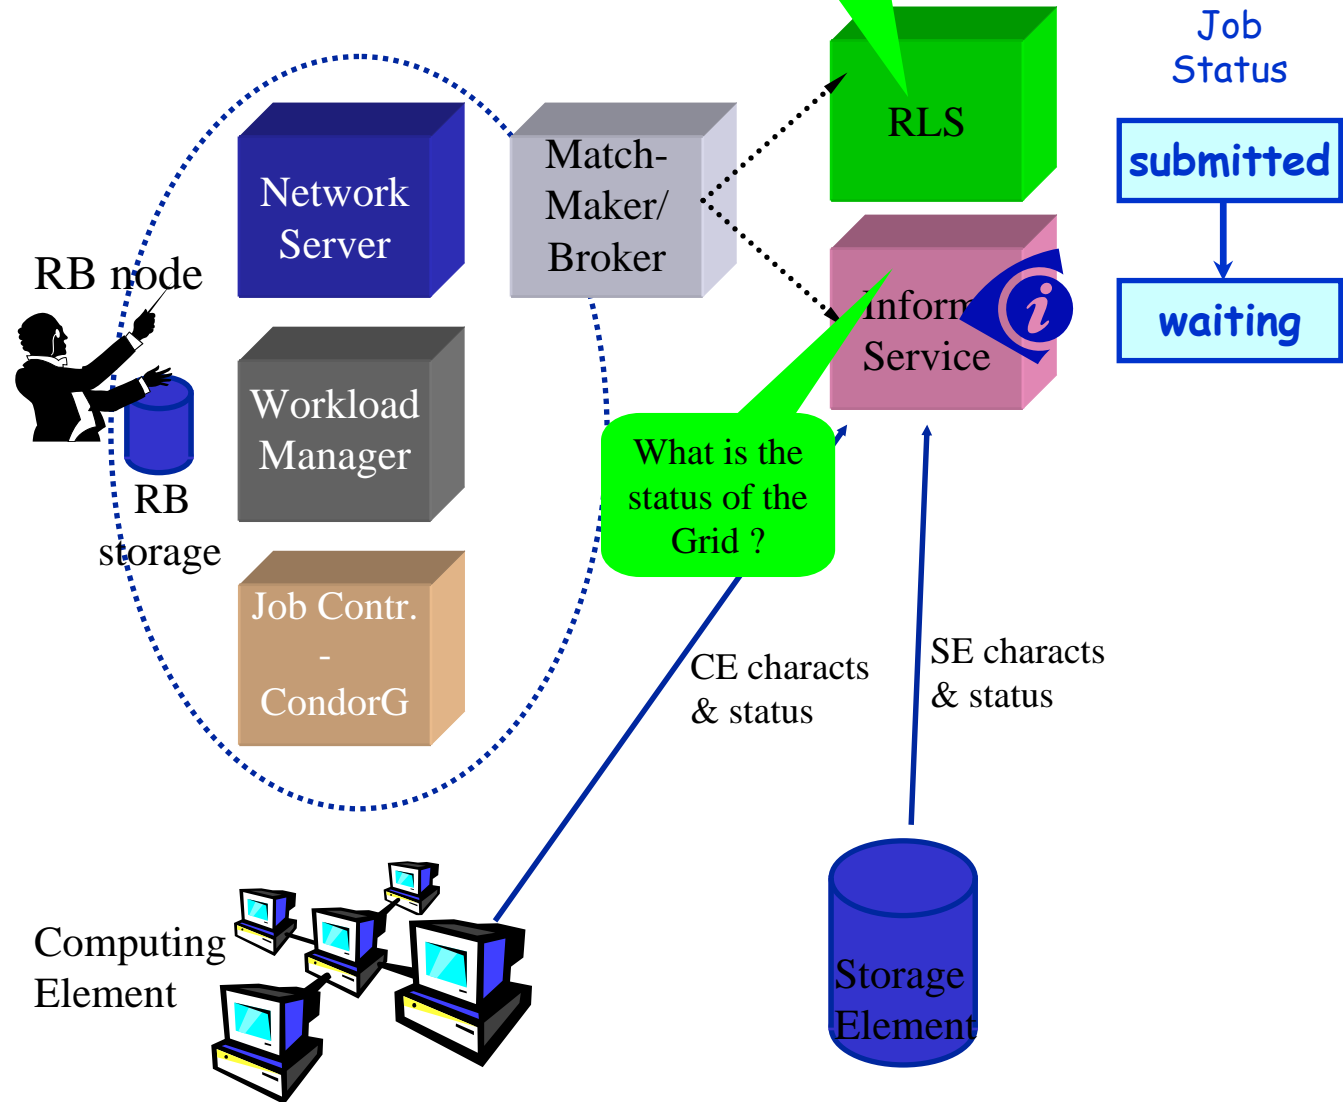 Job
Status
RLS
submitted
Match-
Maker/
Broker
Network
Server
RB node
Inform
Service
waiting
Workload
Manager
What is the
status of the
Grid ?
RB
storage
Job Contr.
-
CondorG
CE characts
& status
SE characts
& status
Computing
Element
Storage
Element
i